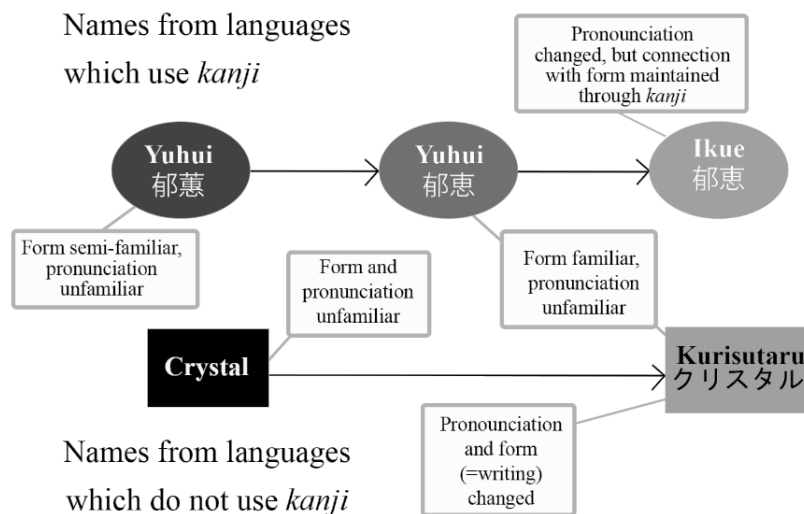 Names from languages
which use kanji
Pronounciation
changed, but connection
with form maintained
through kanji
Yuhui
郁蕙
Yuhui
郁恵
Ikue
郁恵
Form semi-familiar,
pronunciation
unfamiliar
Form and
pronunciation
unfamiliar
Form familiar,
pronunciation
unfamiliar
Crystal
Kurisutaru
クリスタル
Pronounciation
and form
(=writing)
changed
Names from languages
which do not use kanji